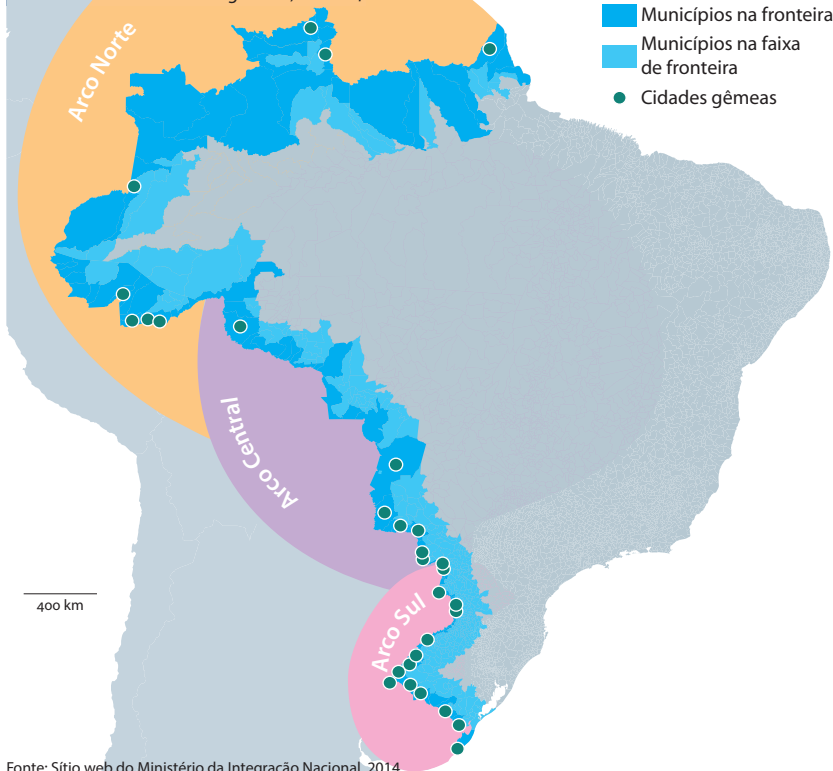 Municípios na fronteira
Municípios na faixa
de fronteira
Cidades gêmeas
Arco Norte
Arco Central
Arco Sul
400 km
Fonte: Sítio web do Ministério da Integração Nacional, 2014